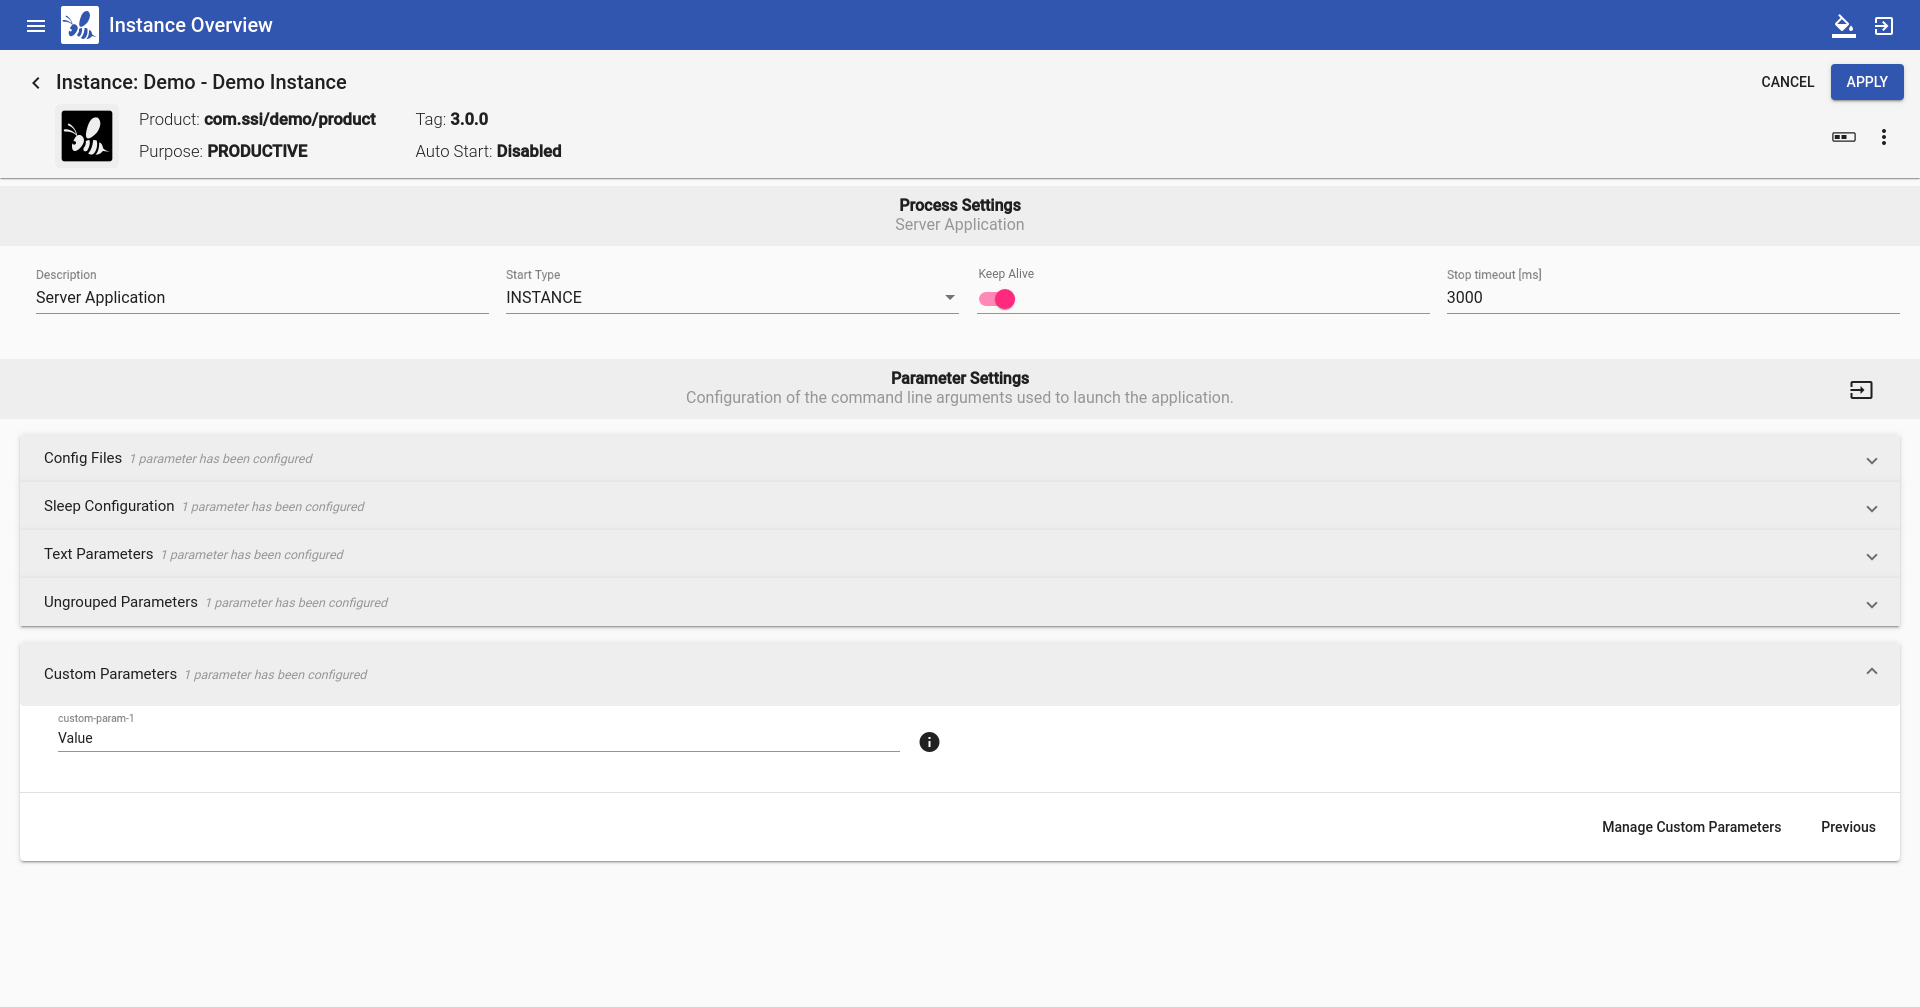 Instance Overview
Instance: Demo - Demo Instance
CANCEL
APPLY
Product: com.ssi/demo/product
Tag: 3.0.0
Purpose: PRODUCTIVE
Auto Start: Disabled
Process Settings
Server Application
Description
Server Application
Start Type
INSTANCE
Keep Alive
Stop timeout [ms]
3000
Parameter Settings
Configuration of the command line arguments used to launch the application.
Config Files 1 parameter has been configured
Sleep Configuration 1 parameter has been configured
Text Parameters 1 parameter has been configured
Ungrouped Parameters 1 parameter has been configured
Custom Parameters 1 parameter has been configured
custom-param-1
Value
Manage Custom Parameters
Previous